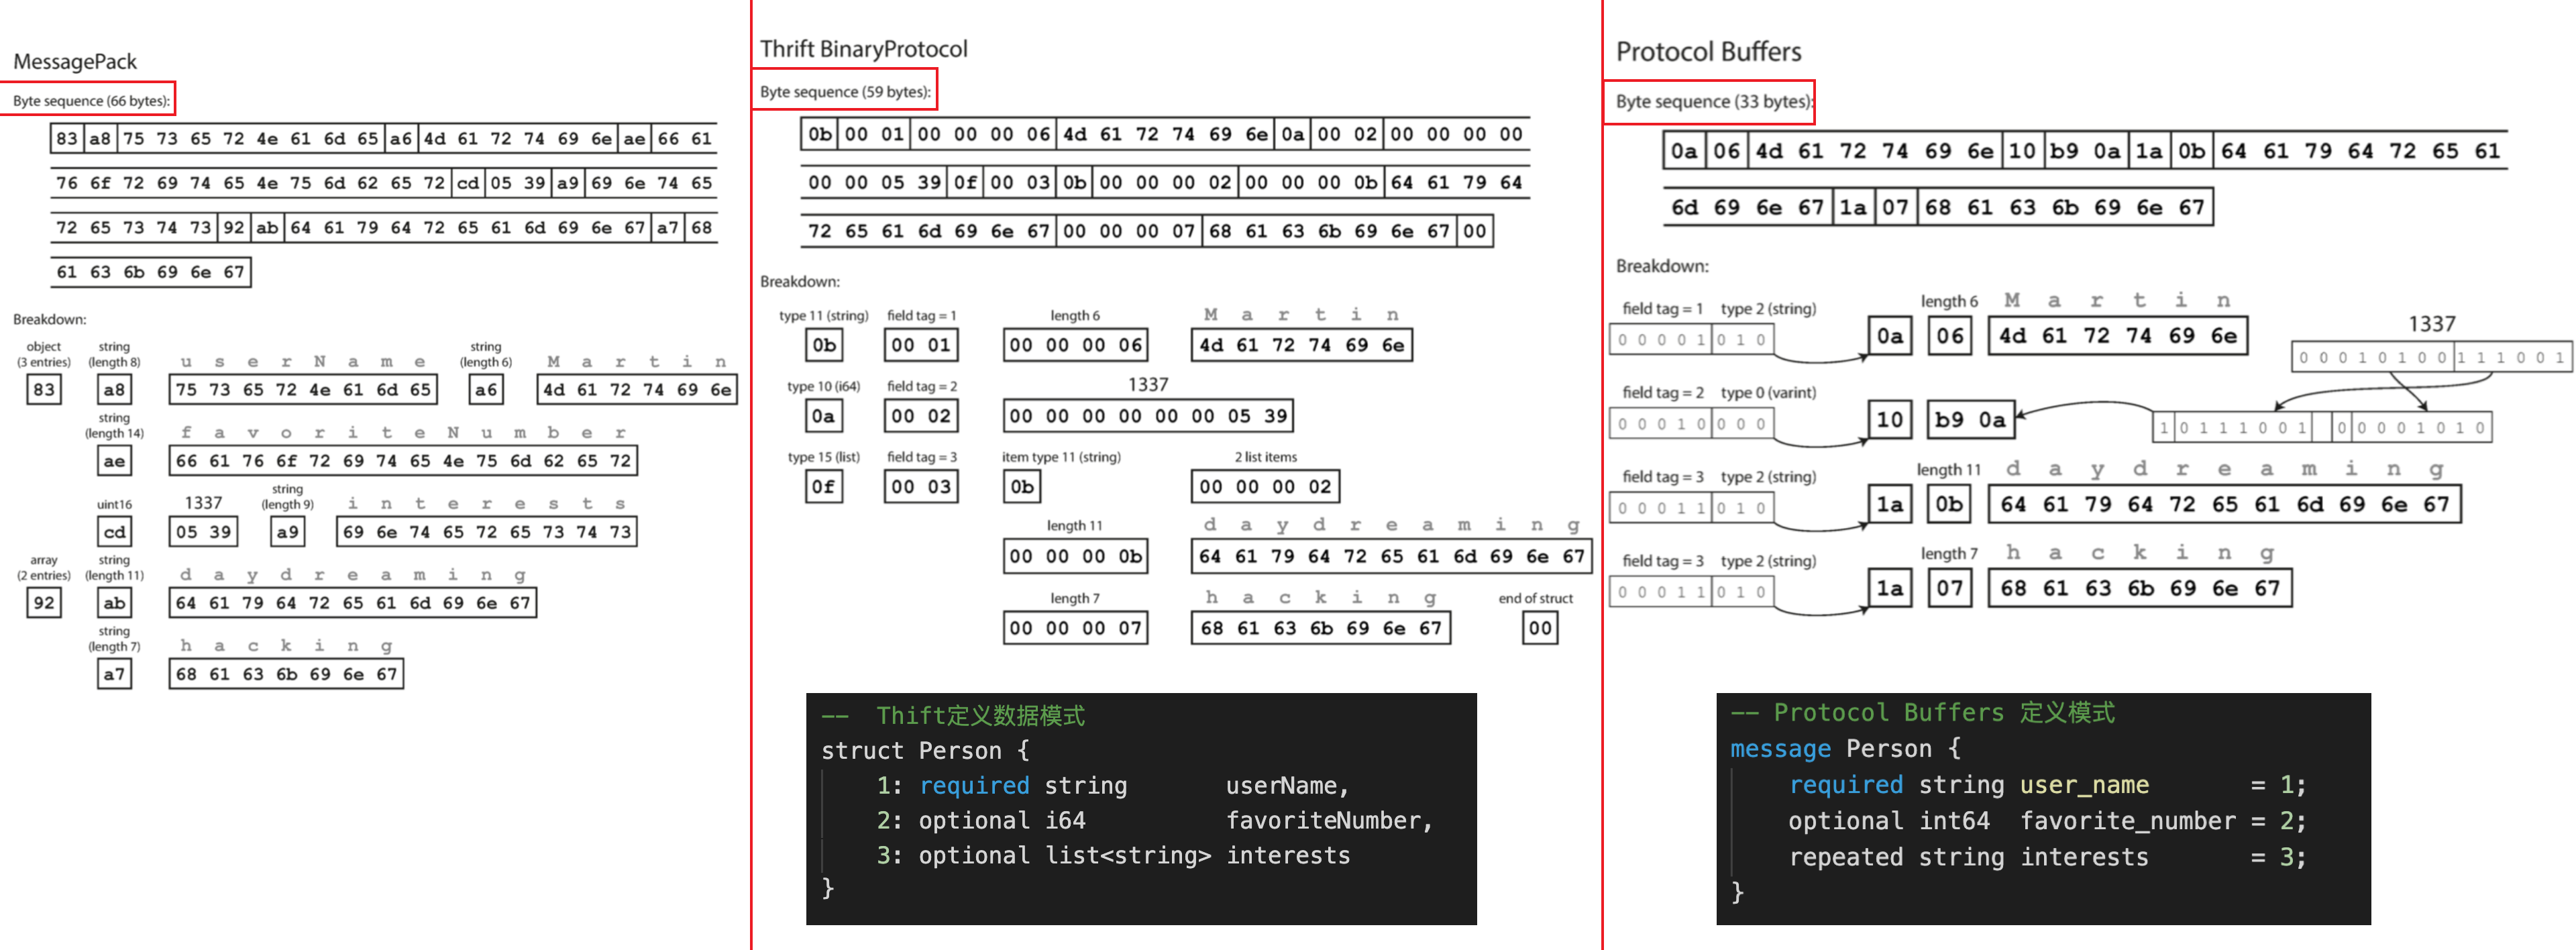 MessagePack
Byte sequence (66 bytes):
83 a8 75 73 65 72 4e 61 6d 65 a6 4d 61 72 74 69 6e ae 66 61
76 6f 72 69 74 65 4e 75 6d 62 65 72 cd 05 39 a9 69 6e 74 65
72 65 73 74 73 92 ab 64 61 79 64 72 65 61 6d 69 6e 67 a7 68
61 63 6b 69 6e 67
Breakdown:
object (3 entries)
83
string (length 8)
a8
u s e r N a m e
75 73 65 72 4e 61 6d 65
string (length 6)
a6
M a r t i n
4d 61 72 74 69 6e
string (length 14)
ae
f a v o r i t e N u m b e r
66 61 76 6f 72 69 74 65 4e 75 6d 62 65 72
uint16
cd
1337
05 39
string (length 9)
a9
i n t e r e s t s
69 6e 74 65 72 65 73 74 73
array (2 entries)
92
string (length 11)
ab
d a y d r e a m i n g
64 61 79 64 72 65 61 6d 69 6e 67
string (length 7)
a7
h a c k i n g
68 61 63 6b 69 6e 67
Thrift BinaryProtocol
Byte sequence (59 bytes):
0b 00 01 00 00 00 06 4d 61 72 74 69 6e 0a 00 02 00 00 00 00
00 00 05 39 0f 00 03 0b 00 00 00 02 00 00 00 0b 64 61 79 64
72 65 61 6d 69 6e 67 00 00 00 07 68 61 63 6b 69 6e 67 00
Breakdown:
type 11 (string)
0b
field tag = 1
00 01
length 6
00 00 00 06
M a r t i n
4d 61 72 74 69 6e
type 10 (i64)
0a
field tag = 2
00 02
1337
00 00 00 00 00 00 05 39
type 15 (list)
0f
field tag = 3
00 03
item type 11 (string)
0b
2 list items
00 00 00 02
length 11
00 00 00 0b
d a y d r e a m i n g
64 61 79 64 72 65 61 6d 69 6e 67
length 7
00 00 00 07
h a c k i n g
68 61 63 6b 69 6e 67
end of struct
00
-- Thift定义数据模式
struct Person {
1: required string userName,
2: optional i64 favoriteNumber,
3: optional list<string> interests
}
Protocol Buffers
Byte sequence (33 bytes):
0a 06 4d 61 72 74 69 6e 10 b9 0a 1a 0b 64 61 79 64 72 65 61
6d 69 6e 67 1a 07 68 61 63 6b 69 6e 67
Breakdown:
field tag = 1 type 2 (string)
0 0 0 0 1 0 1 0
0a
length 6
06
M a r t i n
4d 61 72 74 69 6e
1337
0 0 0 1 0 1 0 0 1 1 1 0 0 1
field tag = 2 type 0 (varint)
0 0 0 1 0 0 0 0
10
b9 0a
1 0 1 1 1 0 0 1 0 0 0 0 1 0 1 0
field tag = 3 type 2 (string)
0 0 0 1 1 0 1 0
1a
length 11
0b
d a y d r e a m i n g
64 61 79 64 72 65 61 6d 69 6e 67
field tag = 3 type 2 (string)
0 0 0 1 1 0 1 0
1a
length 7
07
h a c k i n g
68 61 63 6b 69 6e 67
-- Protocol Buffers 定义模式
message Person {
required string user_name = 1;
optional int64 favorite_number = 2;
repeated string interests = 3;
}